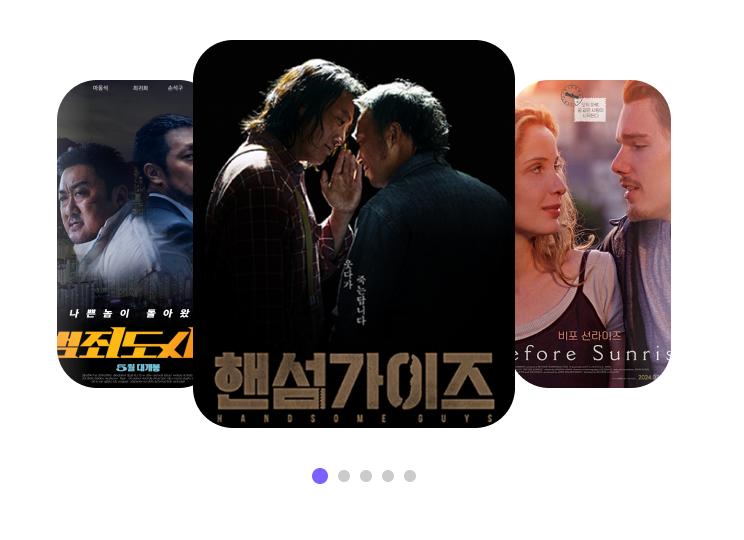 마동석 최귀화 손석구
나 쁜 놈 이 돌 아 왔
범죄도시
5월 대개봉
웃다가
죽는답니다
핸섬가이즈
HANDSOME GUYS
비포 선라이즈
efore Sunris
2024